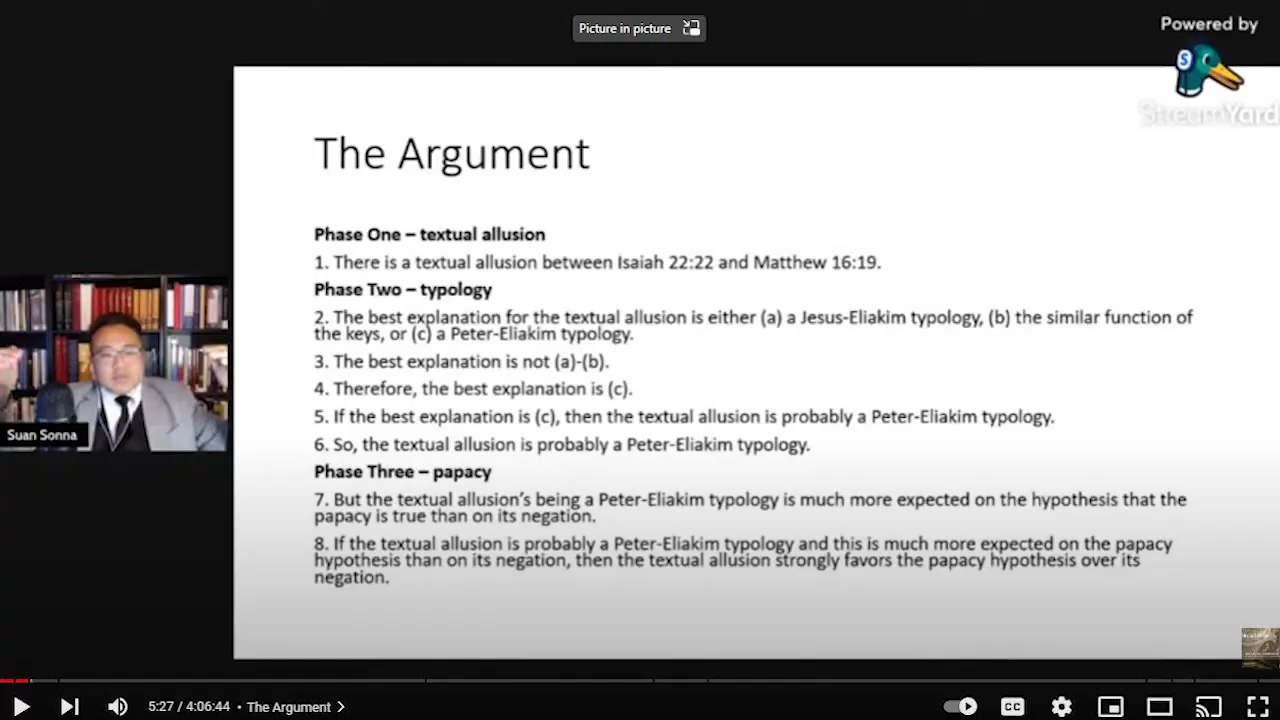 Picture in picture
Powered by
StreamYard
The Argument
Phase One – textual allusion
1. There is a textual allusion between Isaiah 22:22 and Matthew 16:19.
Phase Two – typology
2. The best explanation for the textual allusion is either (a) a Jesus-Eliakim typology, (b) the similar function of
the keys, or (c) a Peter-Eliakim typology.
3. The best explanation is not (a)-(b).
4. Therefore, the best explanation is (c).
5. If the best explanation is (c), then the textual allusion is probably a Peter-Eliakim typology.
6. So, the textual allusion is probably a Peter-Eliakim typology.
Phase Three – papacy
7. But the textual allusion's being a Peter-Eliakim typology is much more expected on the hypothesis that the
papacy is true than on its negation.
8. If the textual allusion is probably a Peter-Eliakim typology and this is much more expected on the papacy
hypothesis than on its negation, then the textual allusion strongly favors the papacy hypothesis over its
negation.
Suan Sonna
5:27 / 4:06:44 • The Argument
CC